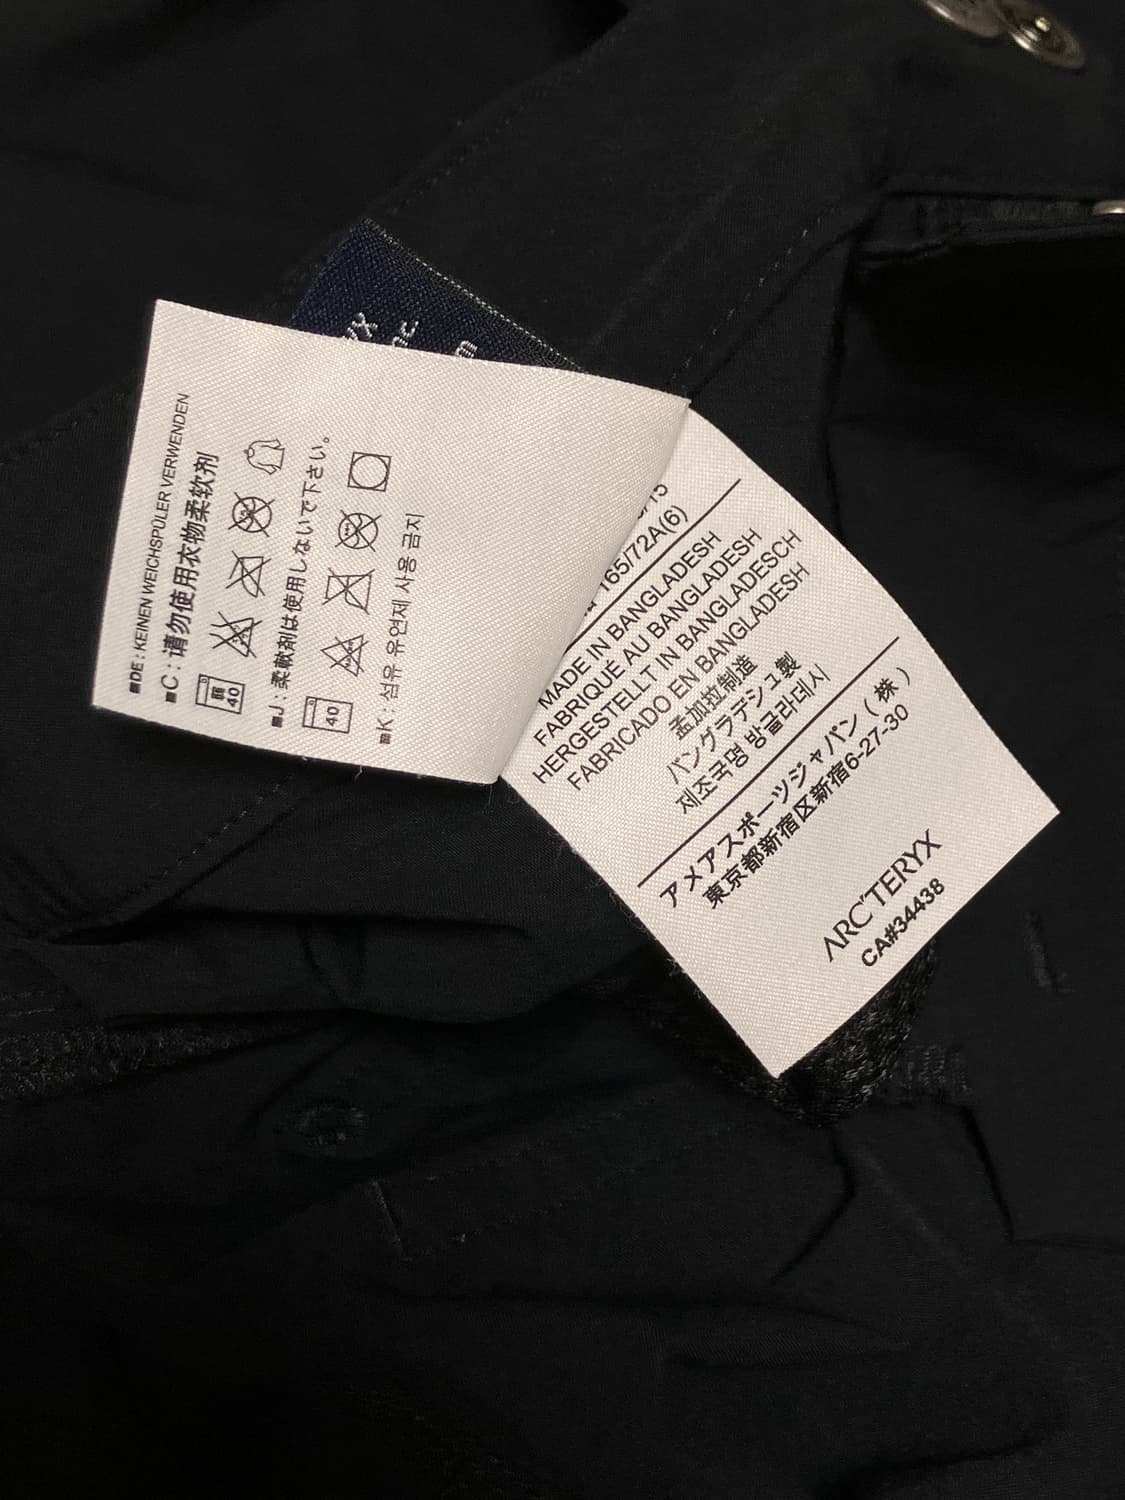 ■DE : KEINEN WEICHSPÜLER VERWENDEN
■C : 请勿使用衣物柔软剂
40
■J : 柔軟剤は使用しないで下さい。
40
■K : 섬유 유연제 사용 금지
165/72A(6)
MADE IN BANGLADESH
FABRIQUÉ AU BANGLADESH
HERGESTELLT IN BANGLADESCH
FABRICADO EN BANGLADESH
孟加拉制造
バングラデシュ製
제조국명 방글라데시
アメアスポーツジャパン(株)
東京都新宿区新宿6-27-30
ARC'TERYX
CA#34438